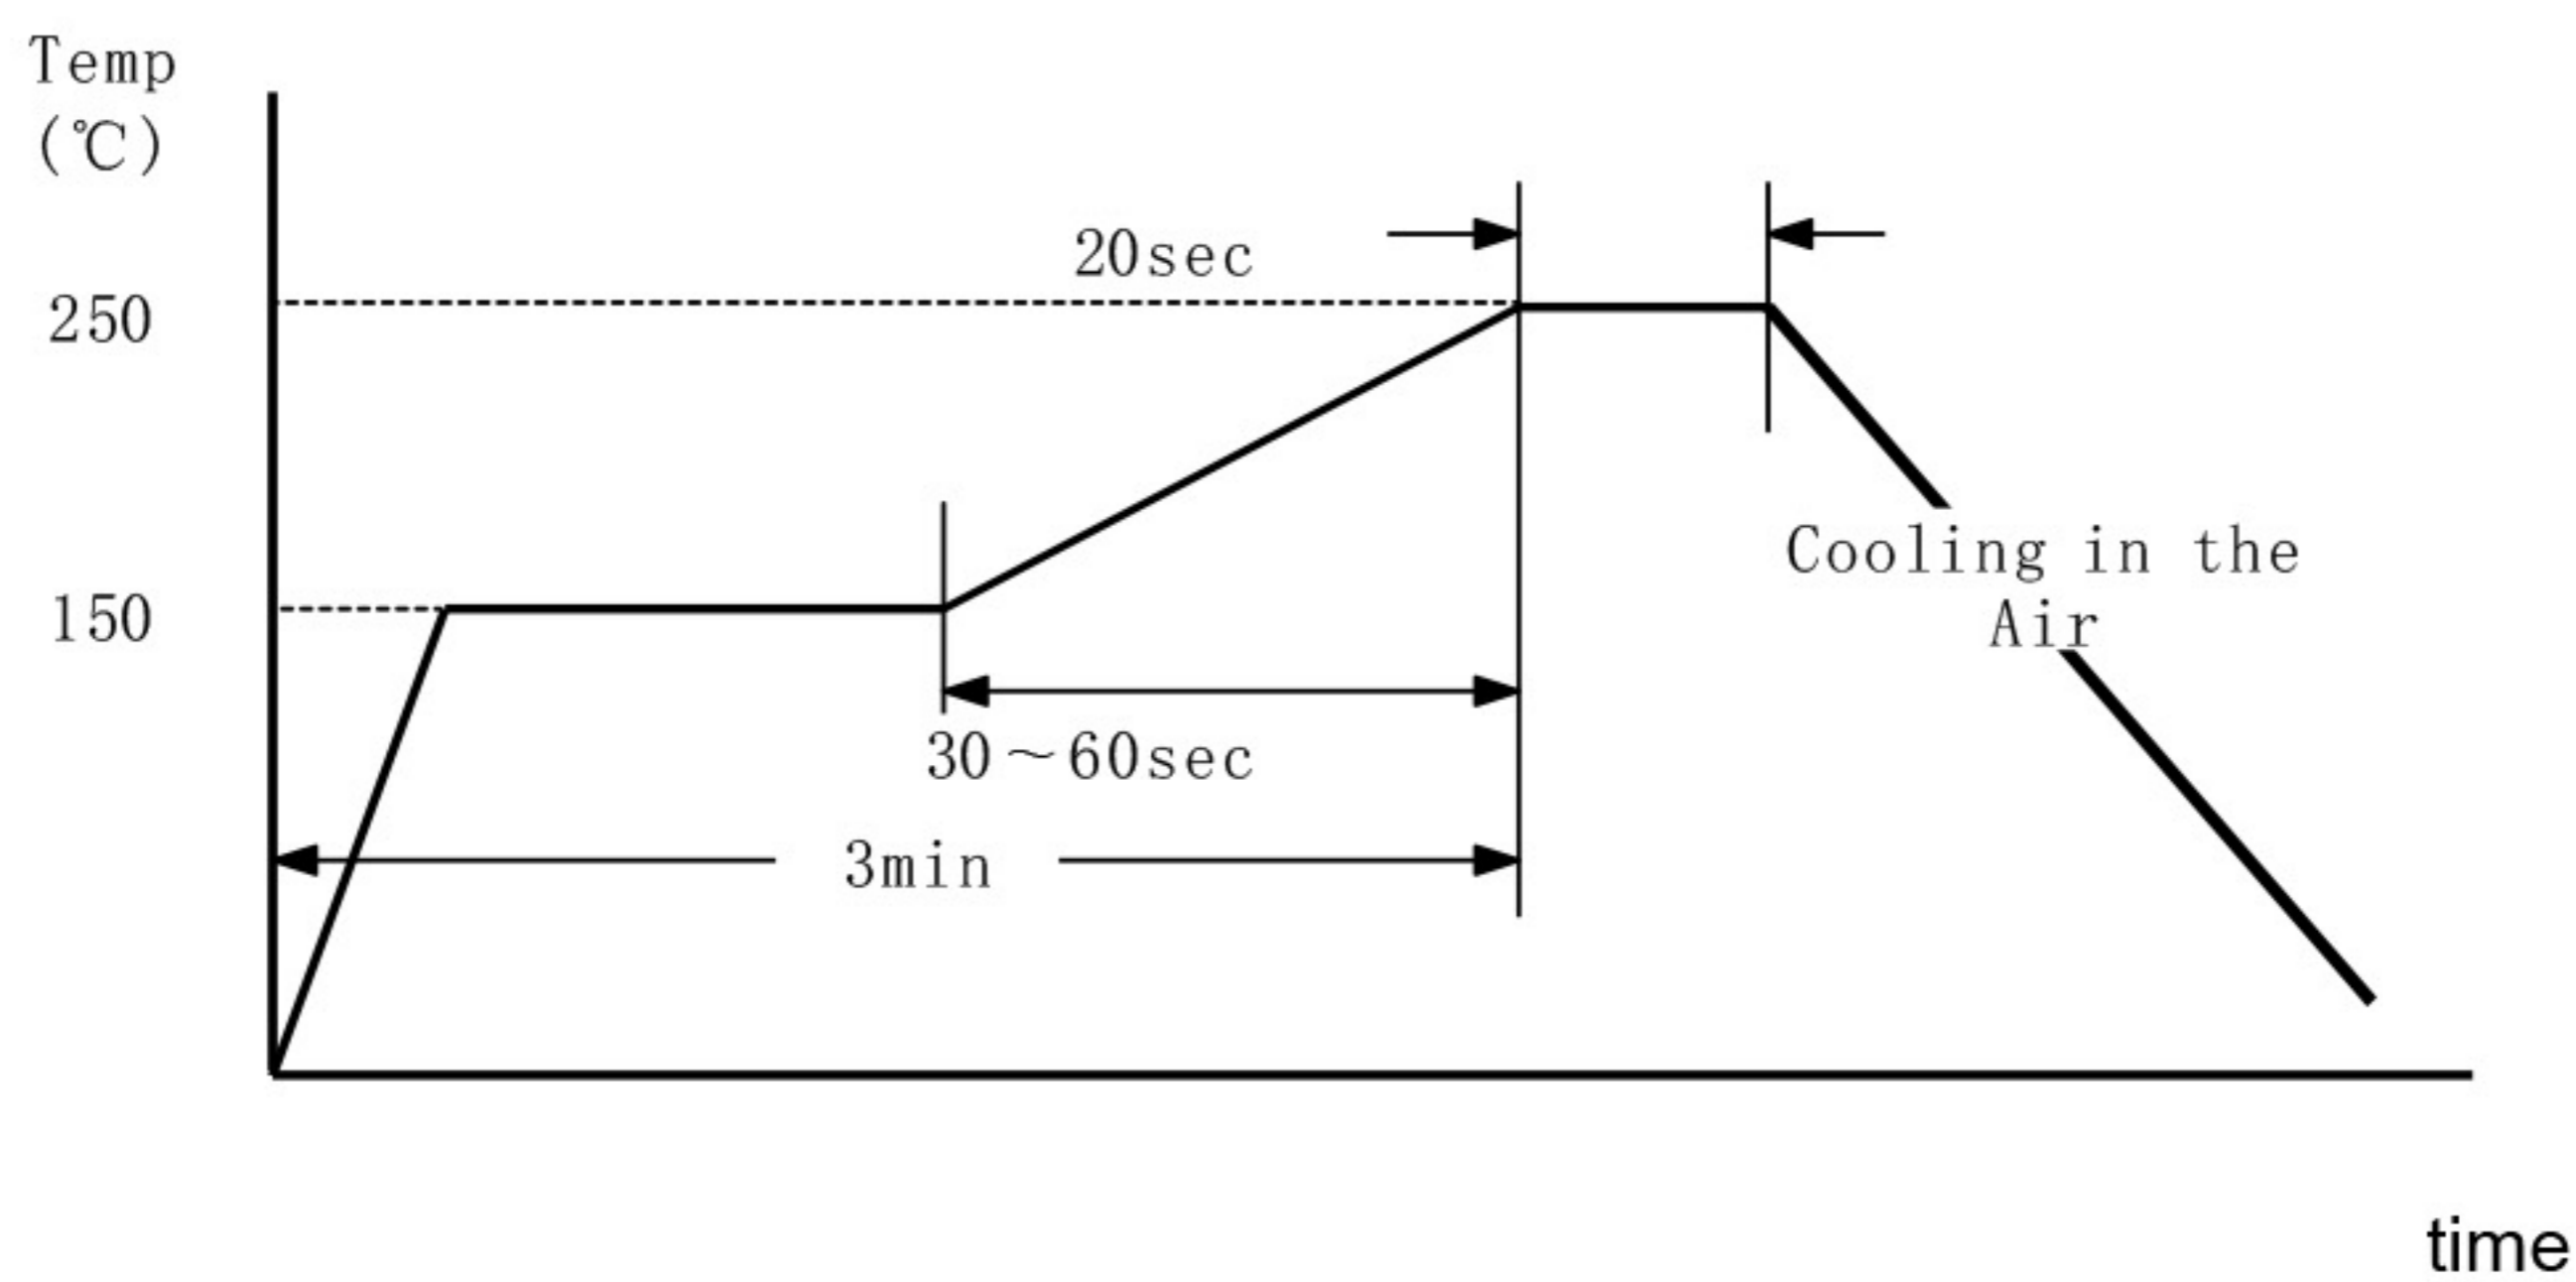 Temp
(℃)
20sec
250
Cooling in the
Air
150
30～60sec
3min
time